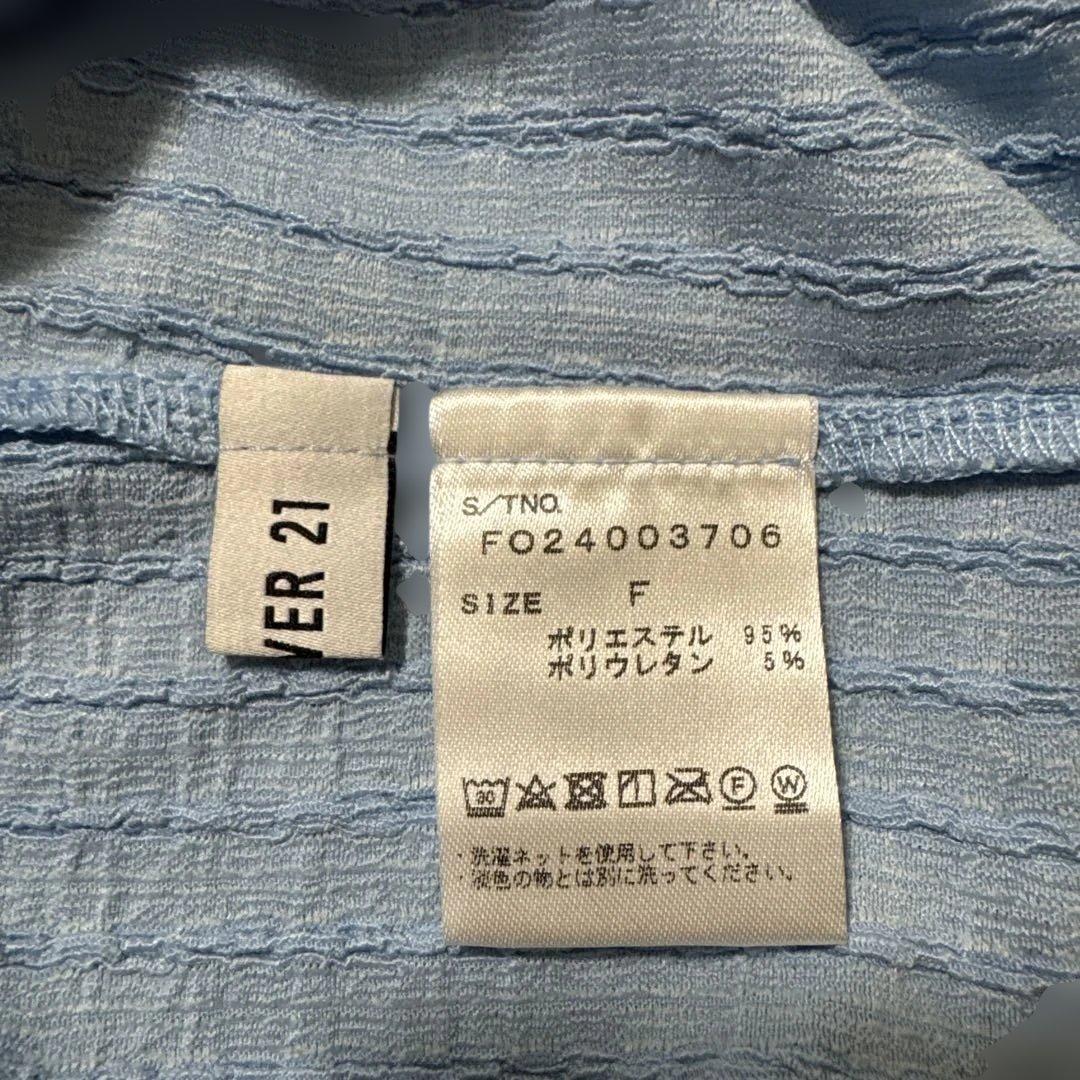 VER 21
S/TNO.
FO24003706
SIZE F
ポリエステル 95%
ポリウレタン 5%
30
F
W
・洗濯ネットを使用して下さい。
・淡色の物とは別に洗ってください。